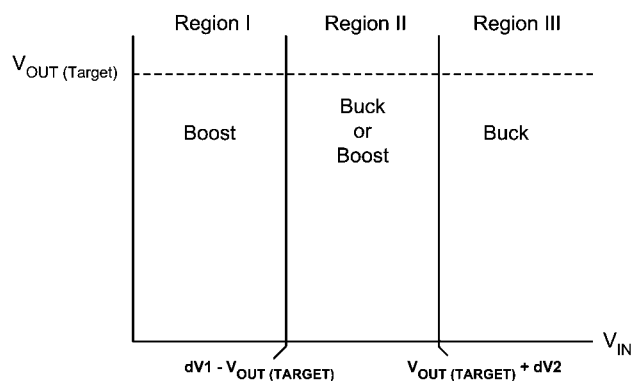 Region I Region II Region III
VOUT (Target)
Boost
Buck
or
Boost
Buck
VIN
dV1 - VOUT (TARGET)
VOUT (TARGET) + dV2